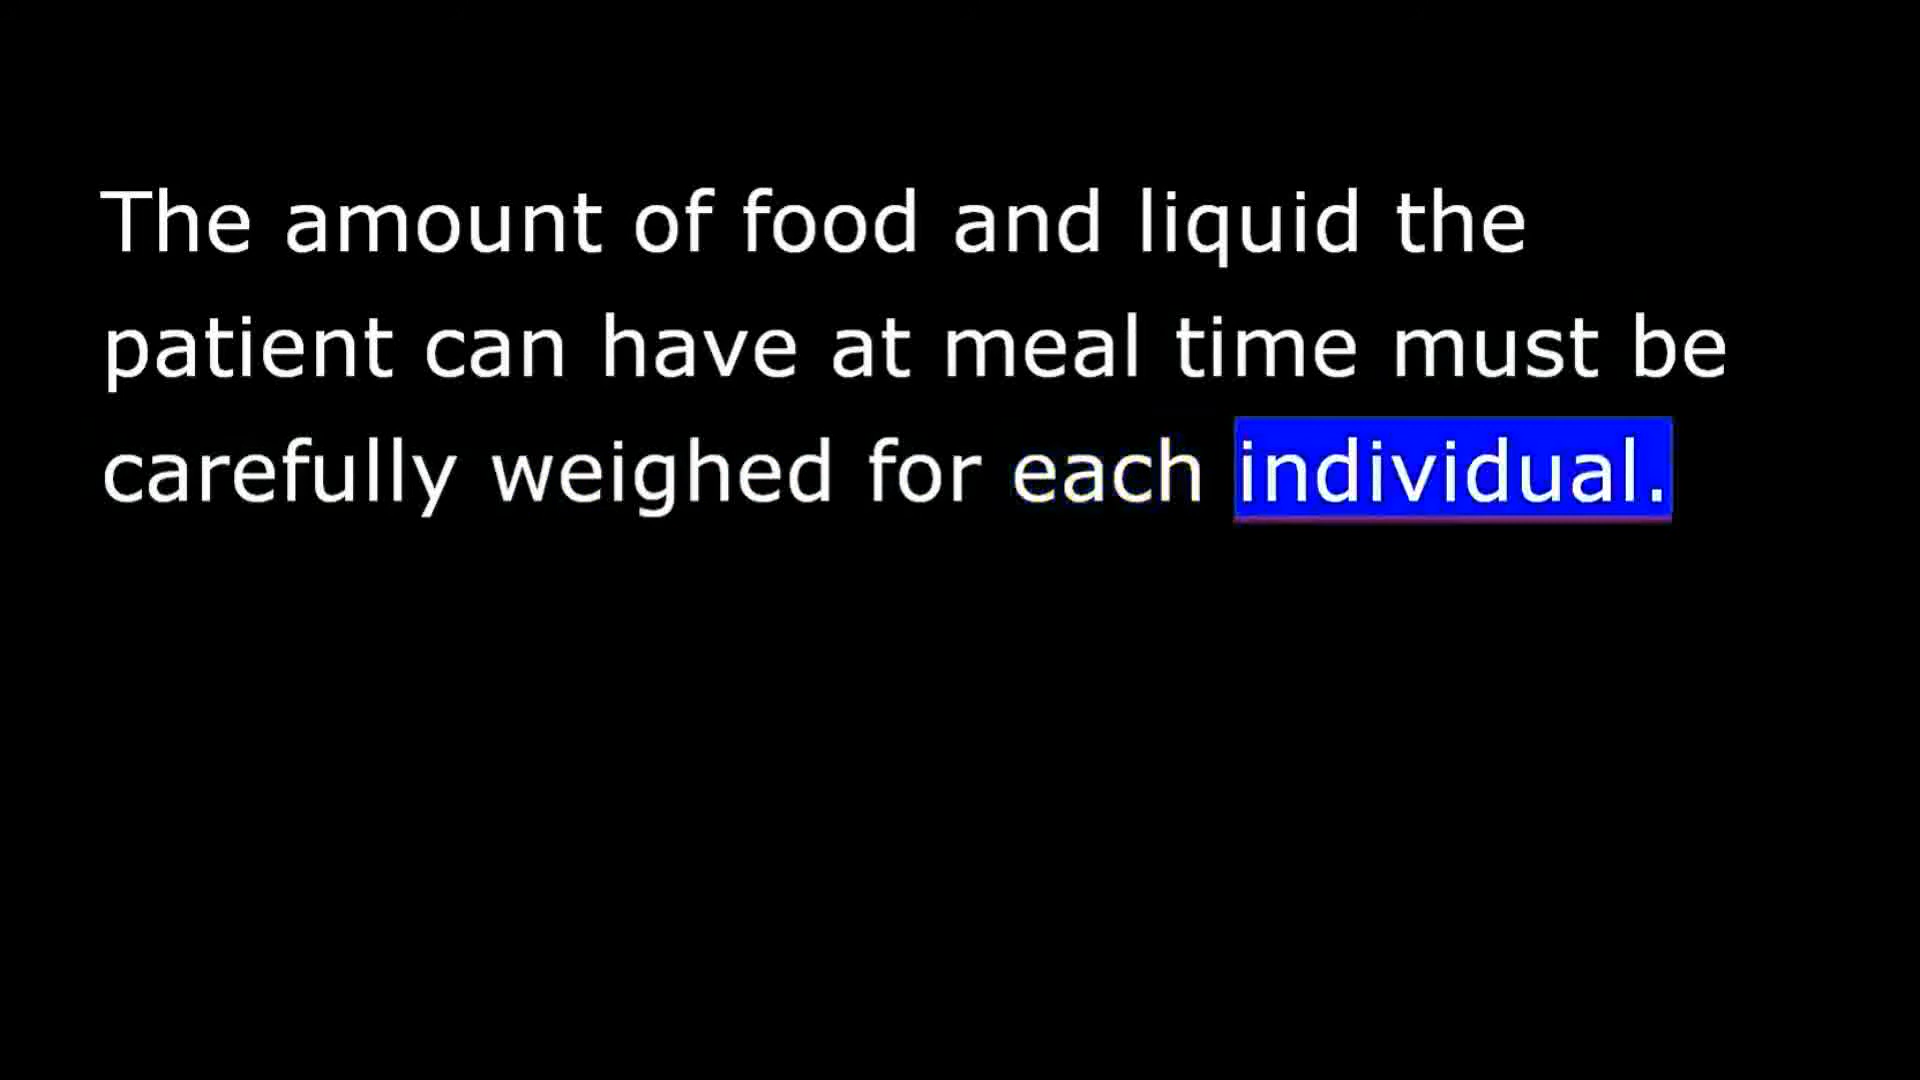 The amount of food and liquid the
patient can have at meal time must be
carefully weighed for each individual.